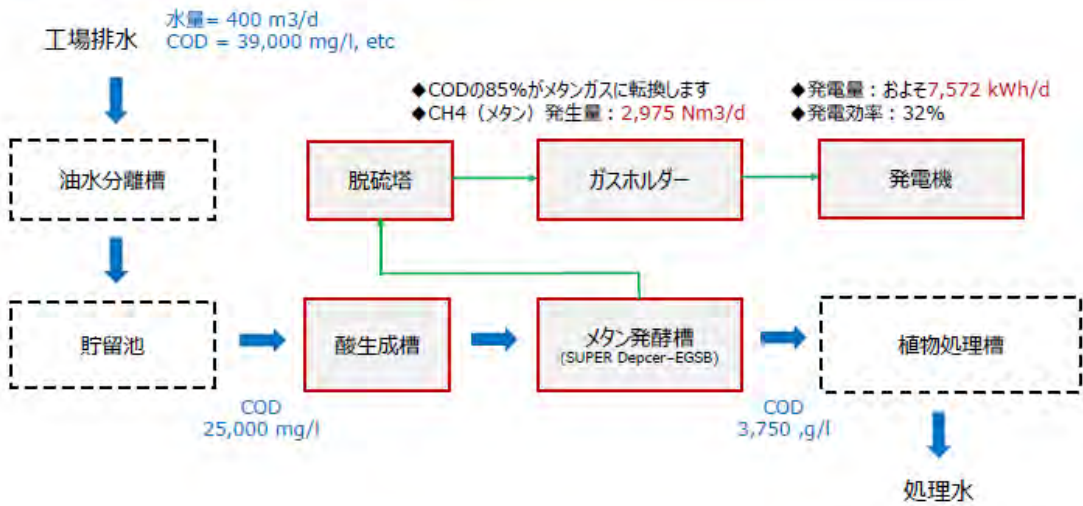 工場排水
水量= 400 m3/d
COD = 39,000 mg/l, etc
◆CODの85%がメタンガスに転換します
◆CH4（メタン）発生量：2,975 Nm3/d
◆発電量：およそ7,572 kWh/d
◆発電効率：32%
油水分離槽
脱硫塔
ガスホルダー
発電機
貯留池
酸生成槽
メタン発酵槽
(SUPER Depcer–EGSB)
植物処理槽
COD
25,000 mg/l
COD
3,750 ,g/l
処理水